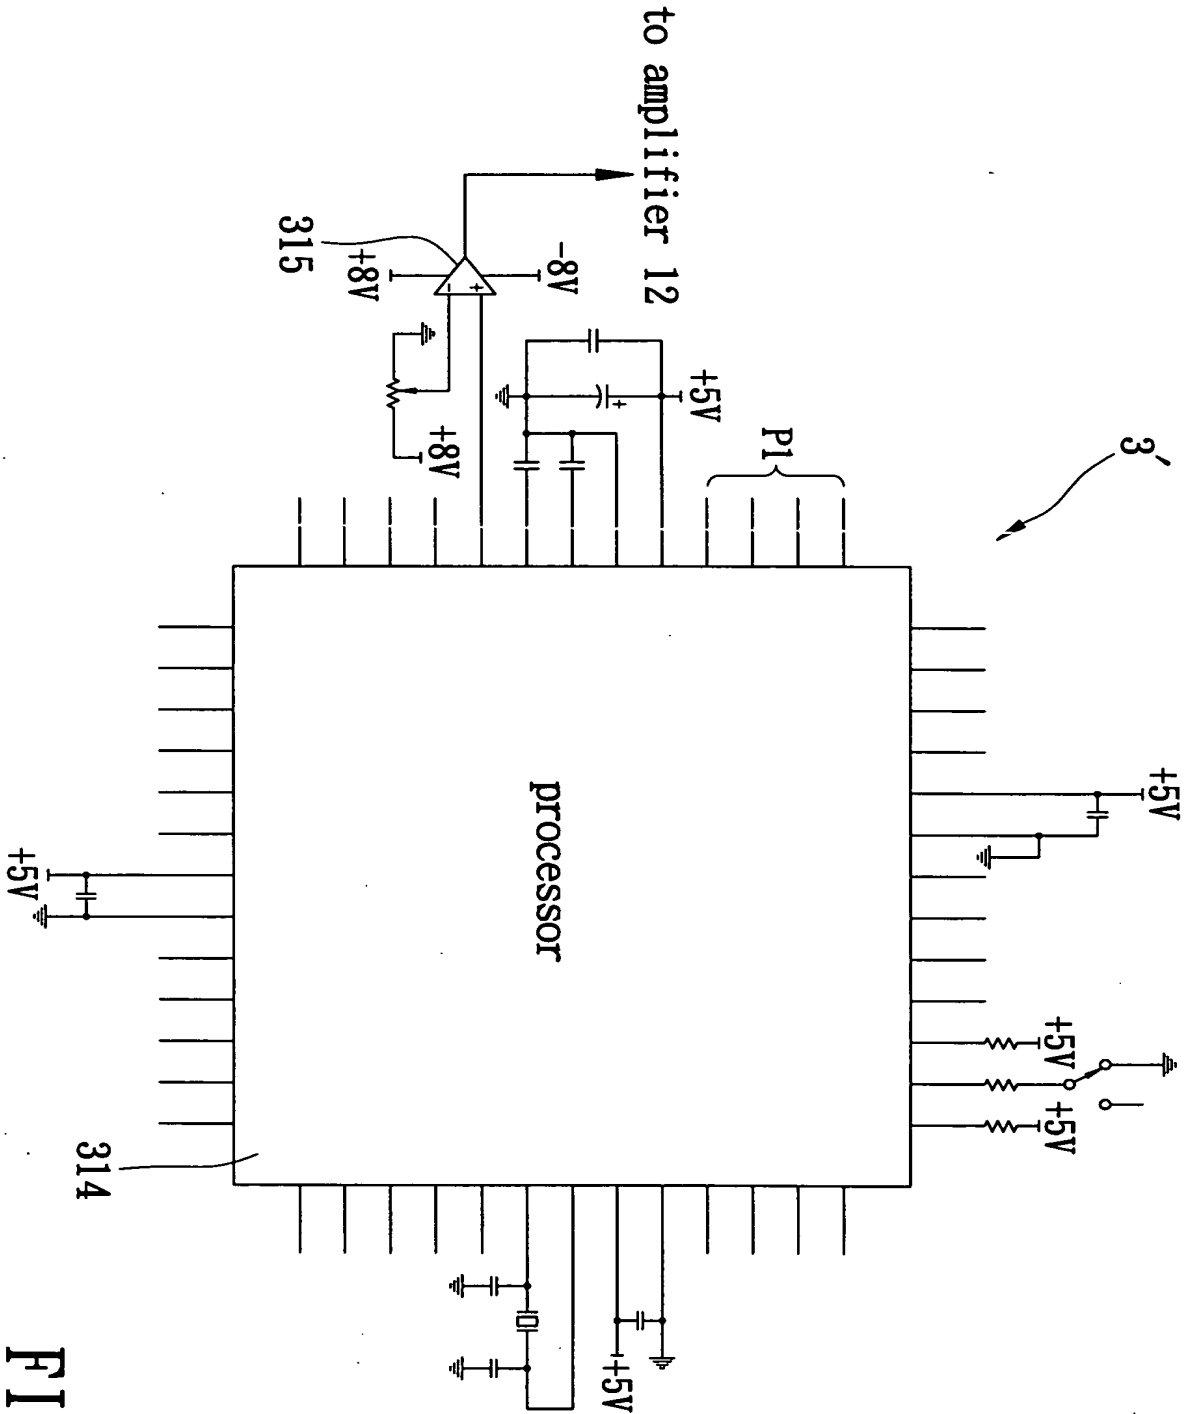 3'
+5V
to amplifier 12
P1
+5V
-8V
315
+8V
+8V
+5V
+5V
processor
+5V
314
+5V
FI